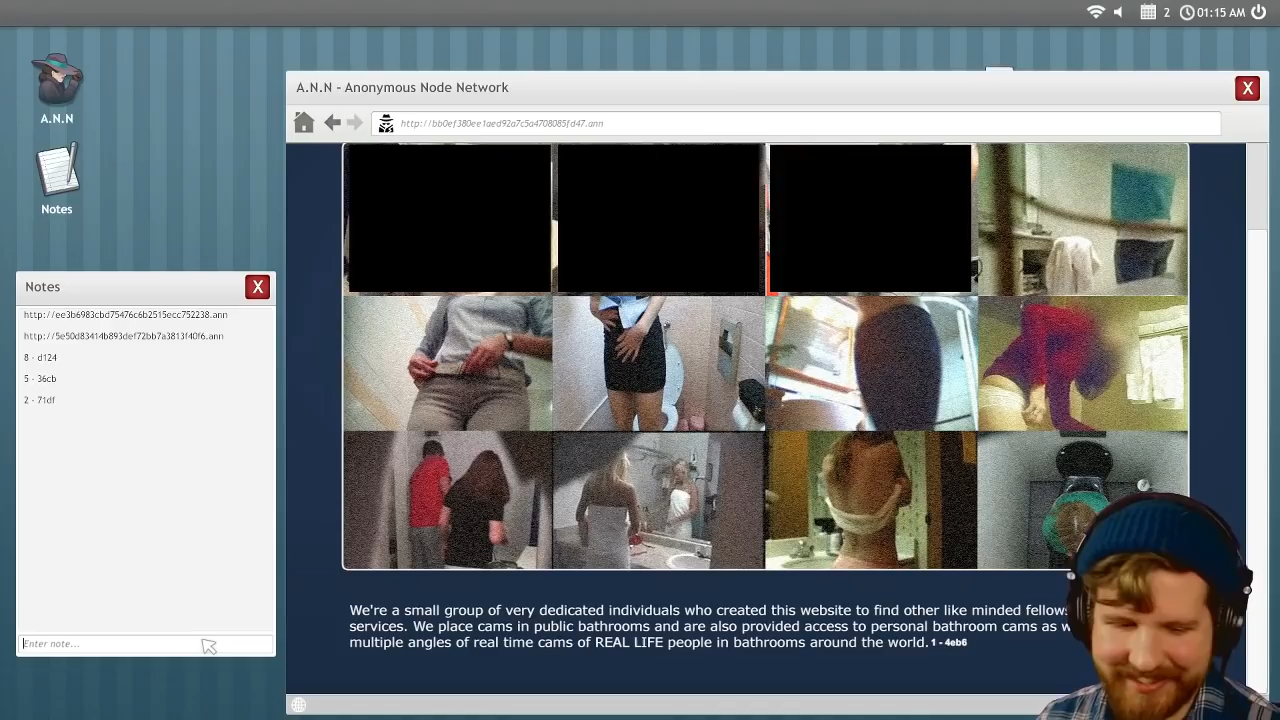 2
01:15 AM
A.N.N
Notes
A.N.N - Anonymous Node Network
X
http://bb0ef380ee1aed92a7c5a4708085fd47.ann
Notes
X
http://ee3b6983cbd75476c6b2515ecc752238.ann
http://5e50d83414b893def72bb7a3813f40f6.ann
8 - d124
5 - 36cb
2 - 71df
Enter note...
We're a small group of very dedicated individuals who created this website to find other like minded fellow
services. We place cams in public bathrooms and are also provided access to personal bathroom cams as w
multiple angles of real time cams of REAL LIFE people in bathrooms around the world. 1 - 4eb6